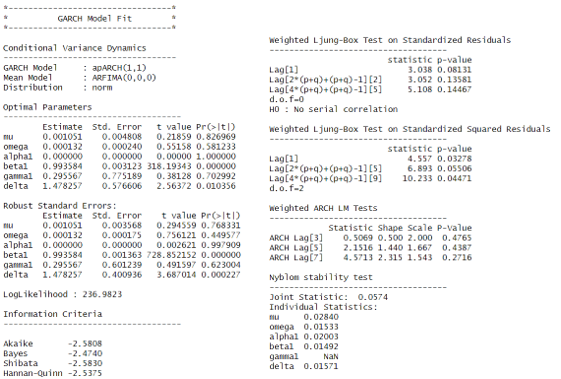 *---------------------------------*
*          GARCH Model Fit        *
*---------------------------------*
Conditional Variance Dynamics
-----------------------------------
GARCH Model : apARCH(1,1)
Mean Model : ARFIMA(0,0,0)
Distribution : norm
Optimal Parameters
-----------------------------------
Estimate Std. Error t value Pr(>|t|)
mu 0.001051 0.004808 0.21859 0.826969
omega 0.000132 0.000240 0.55158 0.581233
alpha1 0.000000 0.000000 0.00000 1.000000
beta1 0.993584 0.003123 318.19343 0.000000
gamma1 0.295567 0.775189 0.38128 0.702992
delta 1.478257 0.576606 2.56372 0.010356
Robust Standard Errors:
Estimate Std. Error t value Pr(>|t|)
mu 0.001051 0.003568 0.294559 0.768331
omega 0.000132 0.000175 0.756121 0.449577
alpha1 0.000000 0.000000 0.002621 0.997909
beta1 0.993584 0.001363 728.852152 0.000000
gamma1 0.295567 0.601239 0.491597 0.623004
delta 1.478257 0.400936 3.687014 0.000227
LogLikelihood : 236.9823
Information Criteria
-----------------------------------
Akaike -2.5808
Bayes -2.4740
Shibata -2.5830
Hannan-Quinn -2.5375
Weighted Ljung-Box Test on Standardized Residuals
-----------------------------------
statistic p-value
Lag[1] 3.038 0.08131
Lag[2*(p+q)+(p+q)-1][2] 3.052 0.13581
Lag[4*(p+q)+(p+q)-1][5] 5.108 0.14467
d.o.f=0
H0 : No serial correlation
Weighted Ljung-Box Test on Standardized Squared Residuals
-----------------------------------
statistic p-value
Lag[1] 4.557 0.03278
Lag[2*(p+q)+(p+q)-1][5] 6.893 0.05506
Lag[4*(p+q)+(p+q)-1][9] 10.233 0.04471
d.o.f=2
Weighted ARCH LM Tests
-----------------------------------
Statistic Shape Scale P-Value
ARCH Lag[3] 0.5069 0.500 2.000 0.4765
ARCH Lag[5] 2.1516 1.440 1.667 0.4387
ARCH Lag[7] 4.5713 2.315 1.543 0.2716
Nyblom stability test
-----------------------------------
Joint Statistic: 0.0574
Individual Statistics:
mu 0.02840
omega 0.01533
alpha1 0.02003
beta1 0.01492
gamma1 NaN
delta 0.01571